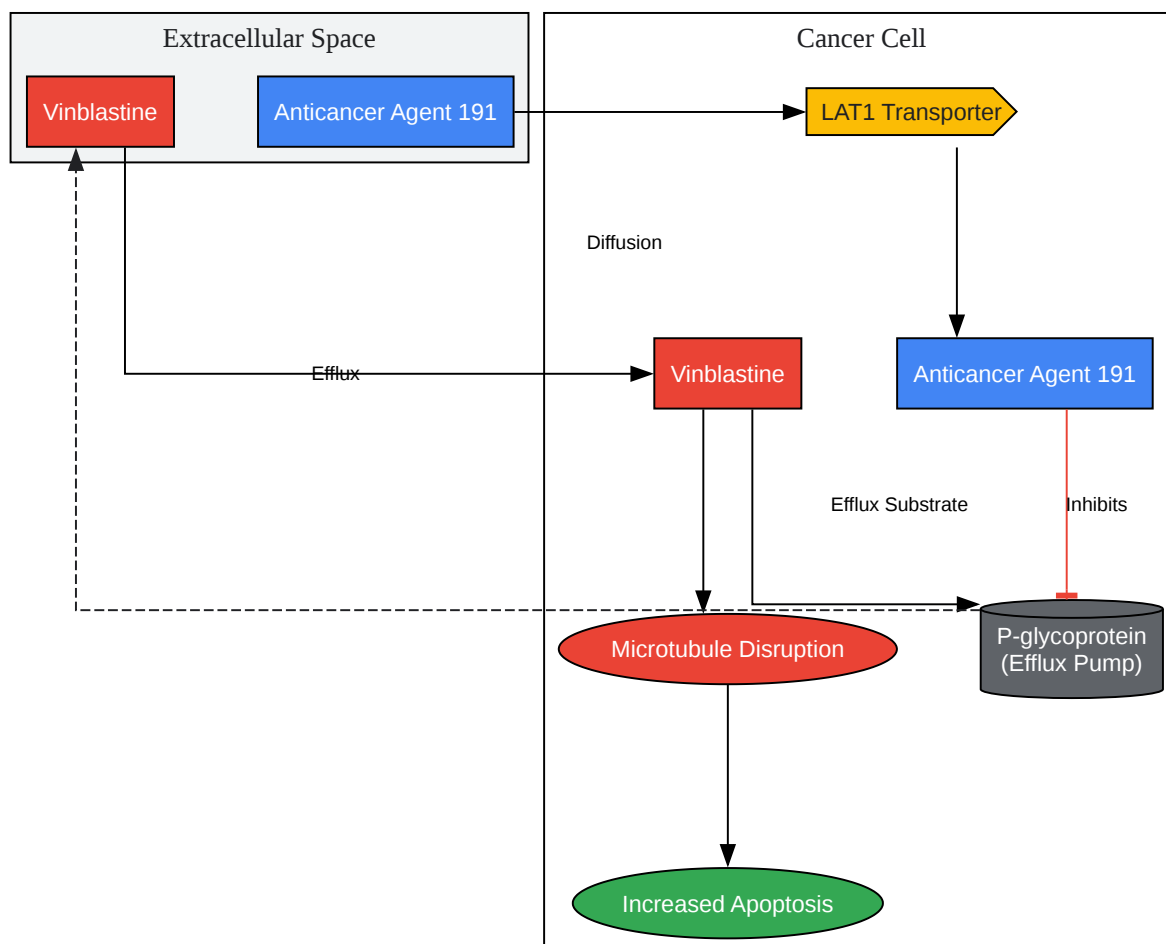 Extracellular Space
Cancer Cell
Vinblastine
Anticancer Agent 191
LAT1 Transporter
Diffusion
Efflux
Vinblastine
Anticancer Agent 191
Efflux Substrate
Inhibits
Microtubule Disruption
P-glycoprotein
(Efflux Pump)
Increased Apoptosis